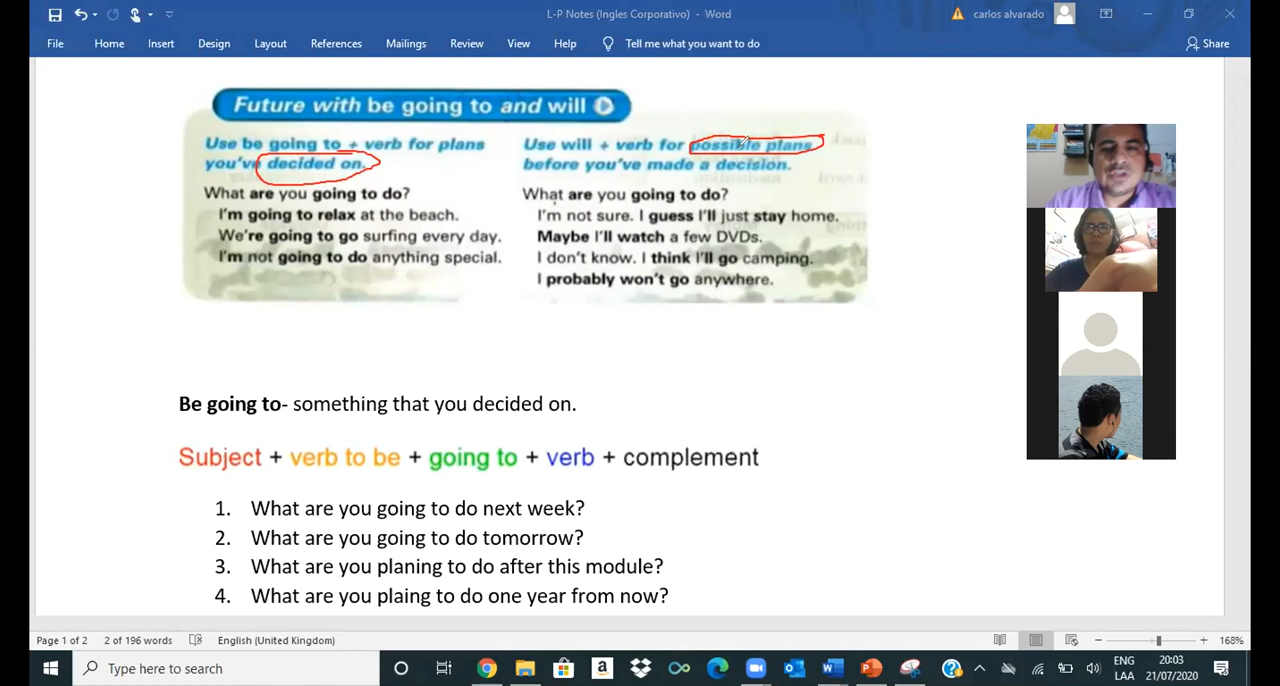 L-P Notes (Ingles Corporativo) - Word
carlos alvarado
File Home Insert Design Layout References Mailings Review View Help Tell me what you want to do Share
Future with be going to and will
Use be going to + verb for plans
you've decided on.
What are you going to do?
I'm going to relax at the beach.
We're going to go surfing every day.
I'm not going to do anything special.
Use will + verb for possible plans
before you've made a decision.
What are you going to do?
I'm not sure. I guess I'll just stay home.
Maybe I'll watch a few DVDs.
I don't know. I think I'll go camping.
I probably won't go anywhere.
Be going to- something that you decided on.
Subject + verb to be + going to + verb + complement
1. What are you going to do next week?
2. What are you going to do tomorrow?
3. What are you planing to do after this module?
4. What are you plaing to do one year from now?
Page 1 of 2 2 of 196 words English (United Kingdom) 168%
Type here to search
ENG 20:03
LAA 21/07/2020